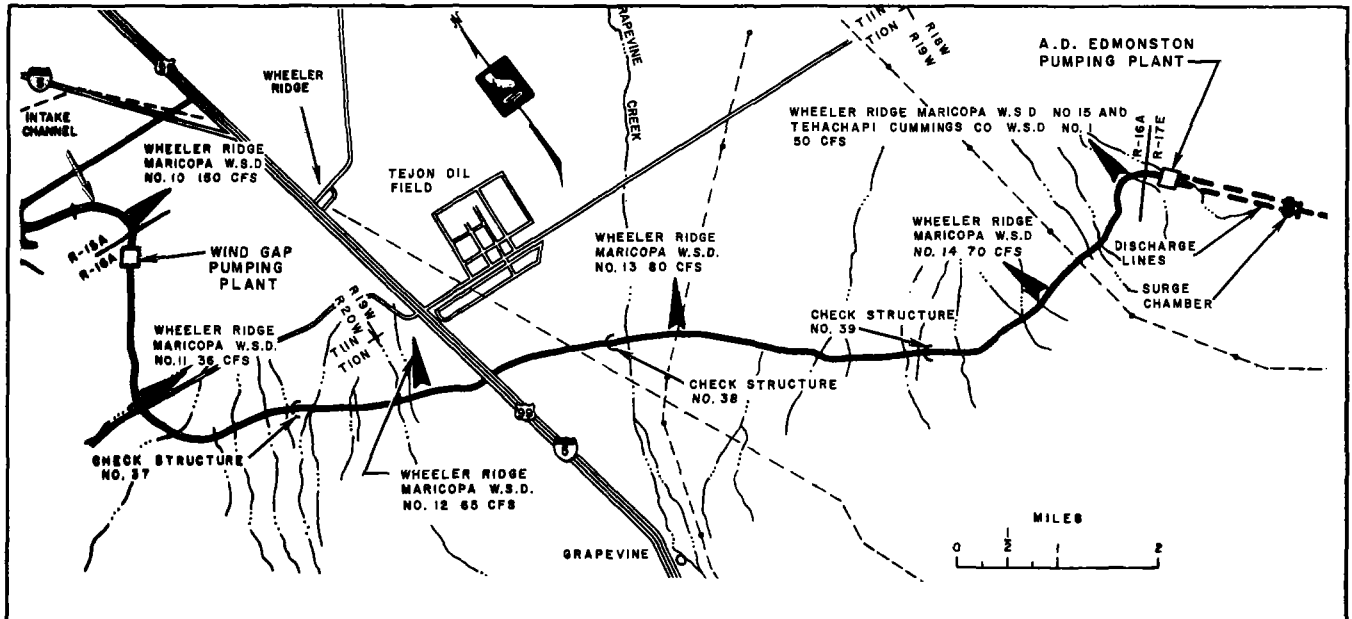 GRAPEVINE
CREEK
T11N
TION
R18W
R19W
A.D. EDMONSTON
PUMPING PLANT
5
99
WHEELER
RIDGE
INTAKE
CHANNEL
WHEELER RIDGE
MARICOPA W.S.D
NO. 10 150 CFS
TEJON OIL
FIELD
WHEELER RIDGE MARICOPA W.S.D NO 15 AND
TEHACHAPI CUMMINGS CO W.S.D NO. 1
50 CFS
R-16A
R-17E
R-15A
R-16A
WIND GAP
PUMPING
PLANT
WHEELER RIDGE
MARICOPA W.S.D.
NO. 13 80 CFS
WHEELER RIDGE
MARICOPA W.S.D
NO. 14 70 CFS
DISCHARGE
LINES
SURGE
CHAMBER
R19W
R20W
T11N
TION
WHEELER RIDGE
MARICOPA W.S.D.
NO. 11 36 CFS
CHECK STRUCTURE
NO. 39
CHECK STRUCTURE
NO. 38
99
5
CHECK STRUCTURE
NO. 37
WHEELER RIDGE
MARICOPA W.S.D.
NO. 12 65 CFS
GRAPEVINE
MILES
0 1/2 1 2